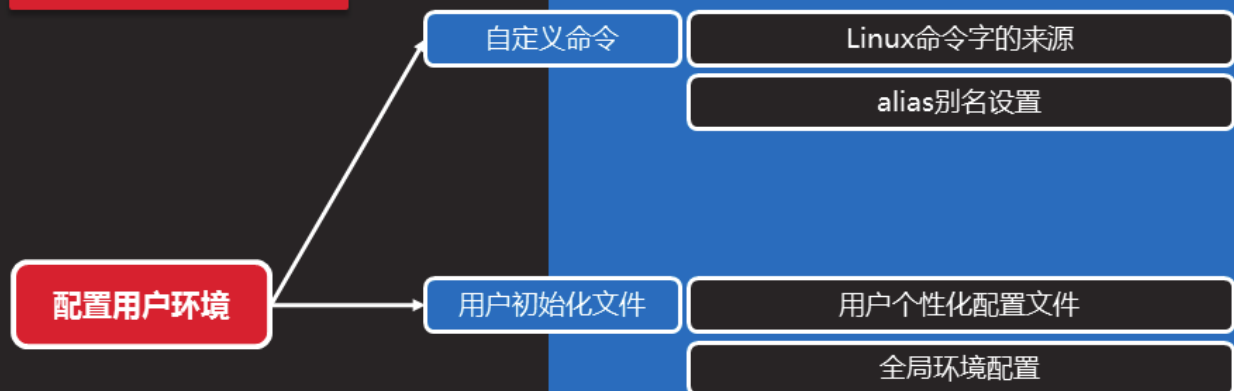 自定义命令
Linux命令字的来源
alias别名设置
配置用户环境
用户初始化文件
用户个性化配置文件
全局环境配置